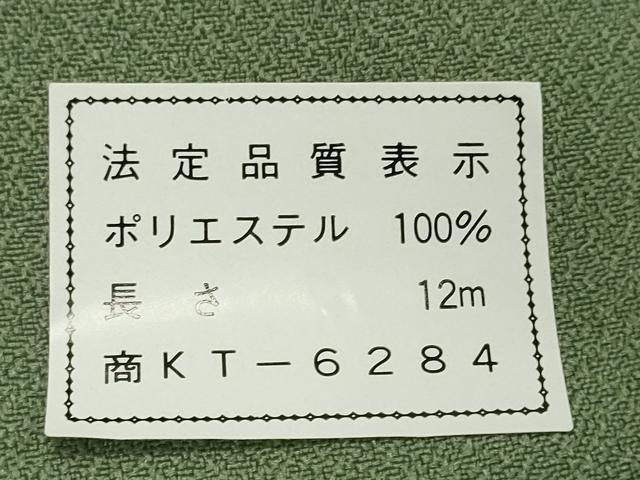 法定品質表示
ポリエステル 100%
長さ 12m
商KT－6284